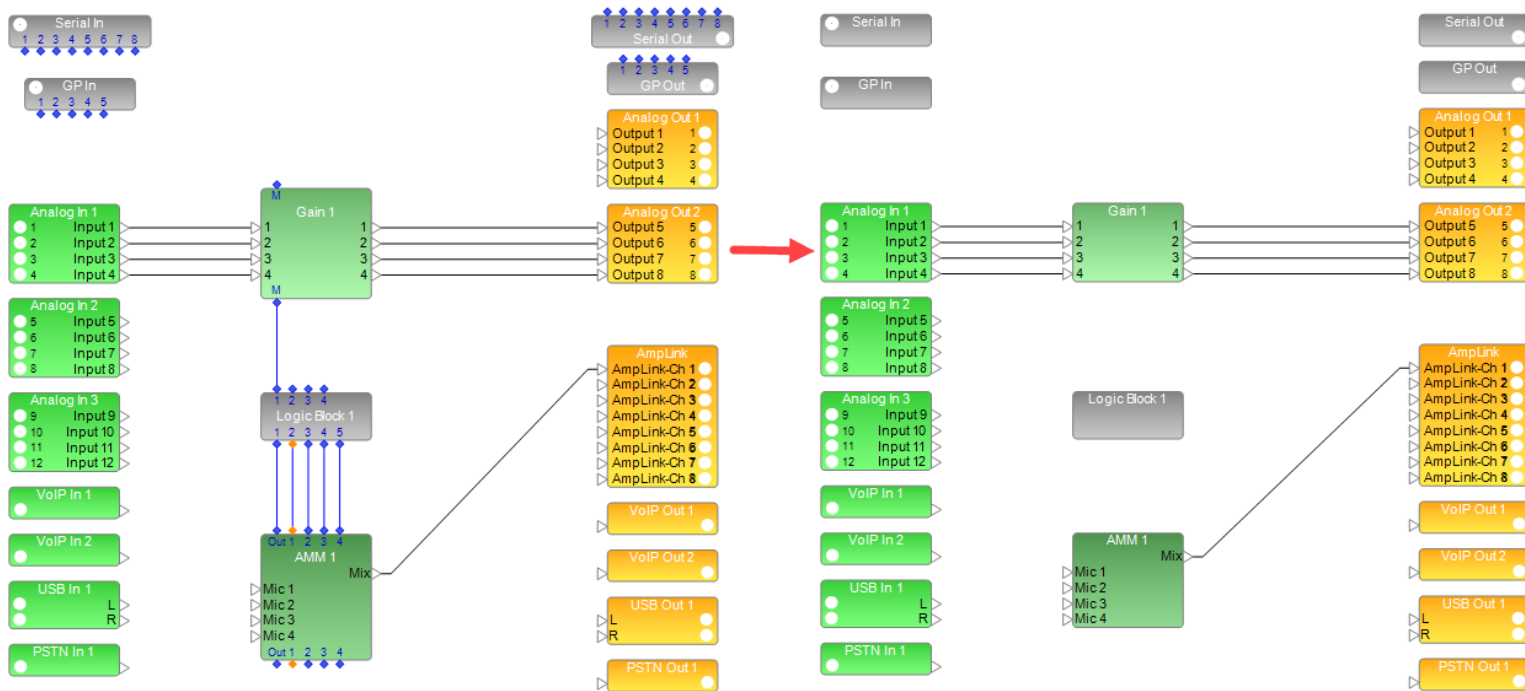 Serial In
1 2 3 4 5 6 7 8
GP In
1 2 3 4 5
1 2 3 4 5 6 7 8
Serial Out
1 2 3 4 5
GP Out
Analog Out 1
Output 1 1
Output 2 2
Output 3 3
Output 4 4
Analog In 1
1 Input 1
2 Input 2
3 Input 3
4 Input 4
M
Gain 1
1 1
2 2
3 3
4 4
M
Analog Out 2
Output 5 5
Output 6 6
Output 7 7
Output 8 8
Analog In 2
5 Input 5
6 Input 6
7 Input 7
8 Input 8
Analog In 3
9 Input 9
10 Input 10
11 Input 11
12 Input 12
1 2 3 4
Logic Block 1
1 2 3 4 5
AmpLink
AmpLink-Ch 1
AmpLink-Ch 2
AmpLink-Ch 3
AmpLink-Ch 4
AmpLink-Ch 5
AmpLink-Ch 6
AmpLink-Ch 7
AmpLink-Ch 8
VoIP In 1
VoIP In 2
USB In 1
L
R
PSTN In 1
Out 1 2 3 4
AMM 1
Mix
Mic 1
Mic 2
Mic 3
Mic 4
Out 1 2 3 4
VoIP Out 1
VoIP Out 2
USB Out 1
L
R
PSTN Out 1
Serial In
GP In
Serial Out
GP Out
Analog Out 1
Output 1 1
Output 2 2
Output 3 3
Output 4 4
Analog In 1
1 Input 1
2 Input 2
3 Input 3
4 Input 4
Gain 1
1 1
2 2
3 3
4 4
Analog Out 2
Output 5 5
Output 6 6
Output 7 7
Output 8 8
Analog In 2
5 Input 5
6 Input 6
7 Input 7
8 Input 8
Analog In 3
9 Input 9
10 Input 10
11 Input 11
12 Input 12
Logic Block 1
AmpLink
AmpLink-Ch 1
AmpLink-Ch 2
AmpLink-Ch 3
AmpLink-Ch 4
AmpLink-Ch 5
AmpLink-Ch 6
AmpLink-Ch 7
AmpLink-Ch 8
VoIP In 1
VoIP In 2
USB In 1
L
R
PSTN In 1
AMM 1
Mix
Mic 1
Mic 2
Mic 3
Mic 4
VoIP Out 1
VoIP Out 2
USB Out 1
L
R
PSTN Out 1